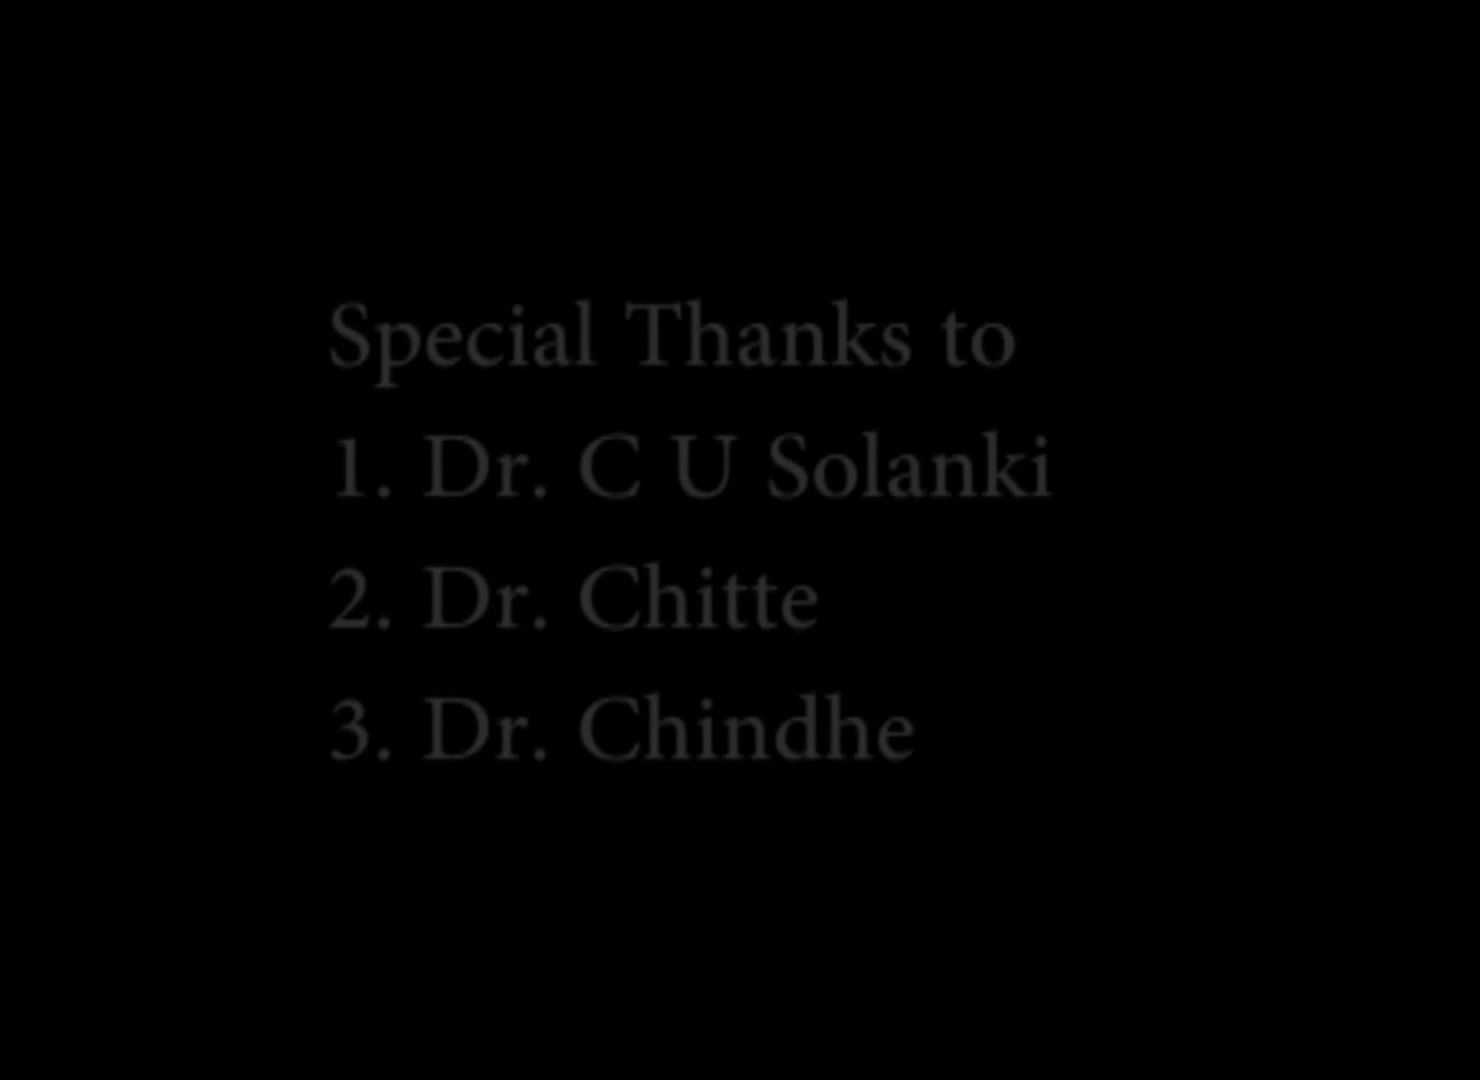 Special Thanks to
1. Dr. C U Solanki
2. Dr. Chitte
3. Dr. Chindhe